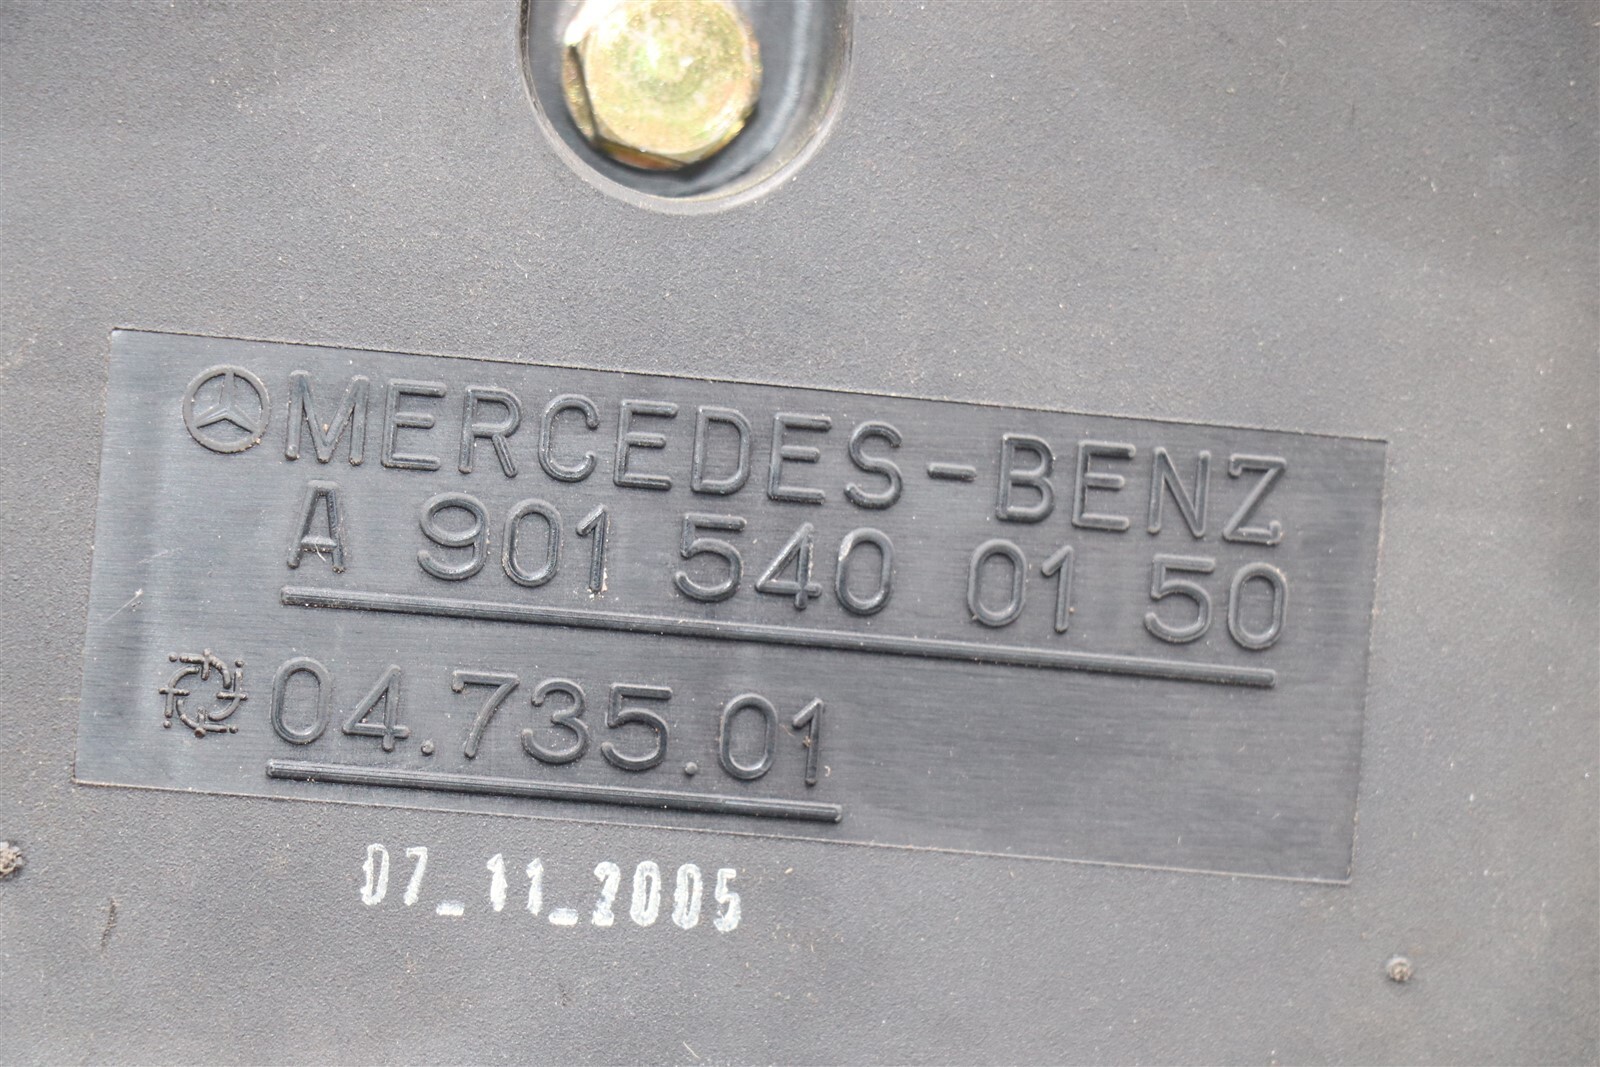 MERCEDES-BENZ
A 901 540 01 50
04.735.01
07_11_2005